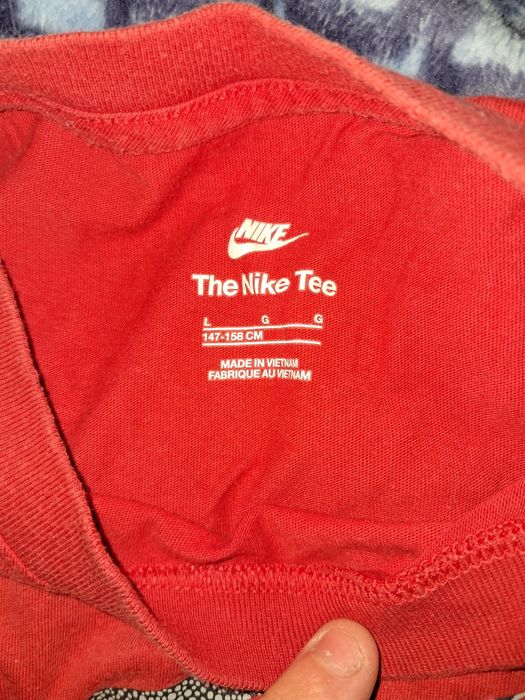 NIKE
The Nike Tee
L G G
147-158 CM
MADE IN VIETNAM
FABRIQUE AU VIETNAM